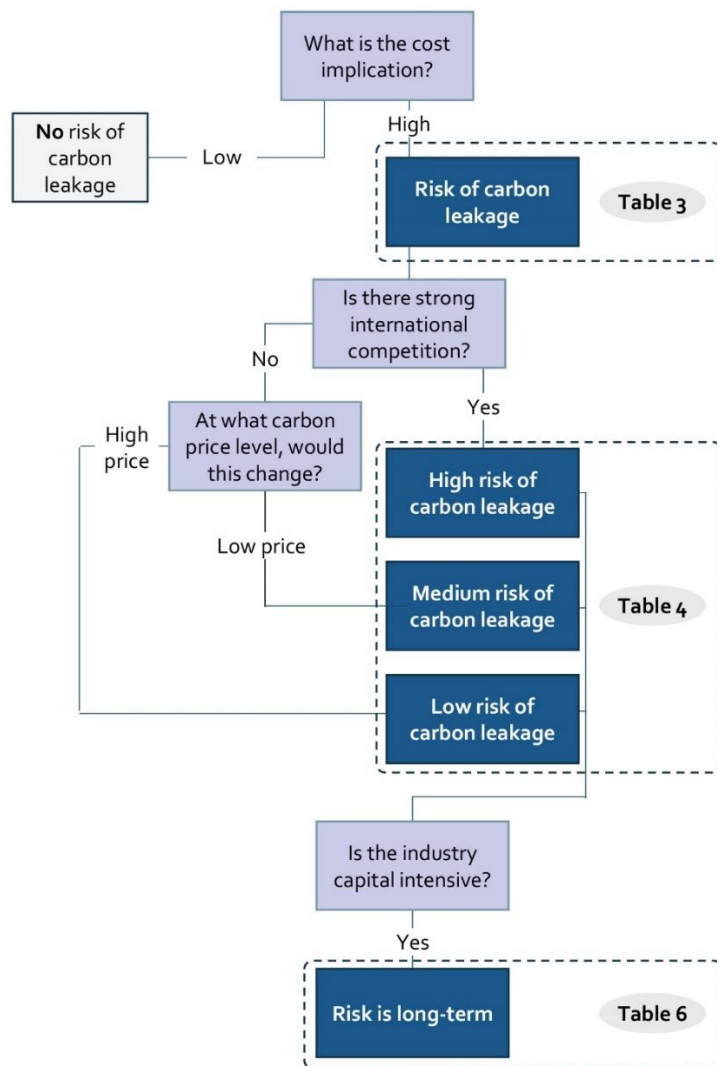 What is the cost
implication?
No risk of
carbon
leakage
Low
High
Risk of carbon
leakage
Table 3
Is there strong
international
competition?
No
Yes
At what carbon
price level, would
this change?
High
price
Low price
High risk of
carbon leakage
Medium risk of
carbon leakage
Table 4
Low risk of
carbon leakage
Is the industry
capital intensive?
Yes
Risk is long-term
Table 6